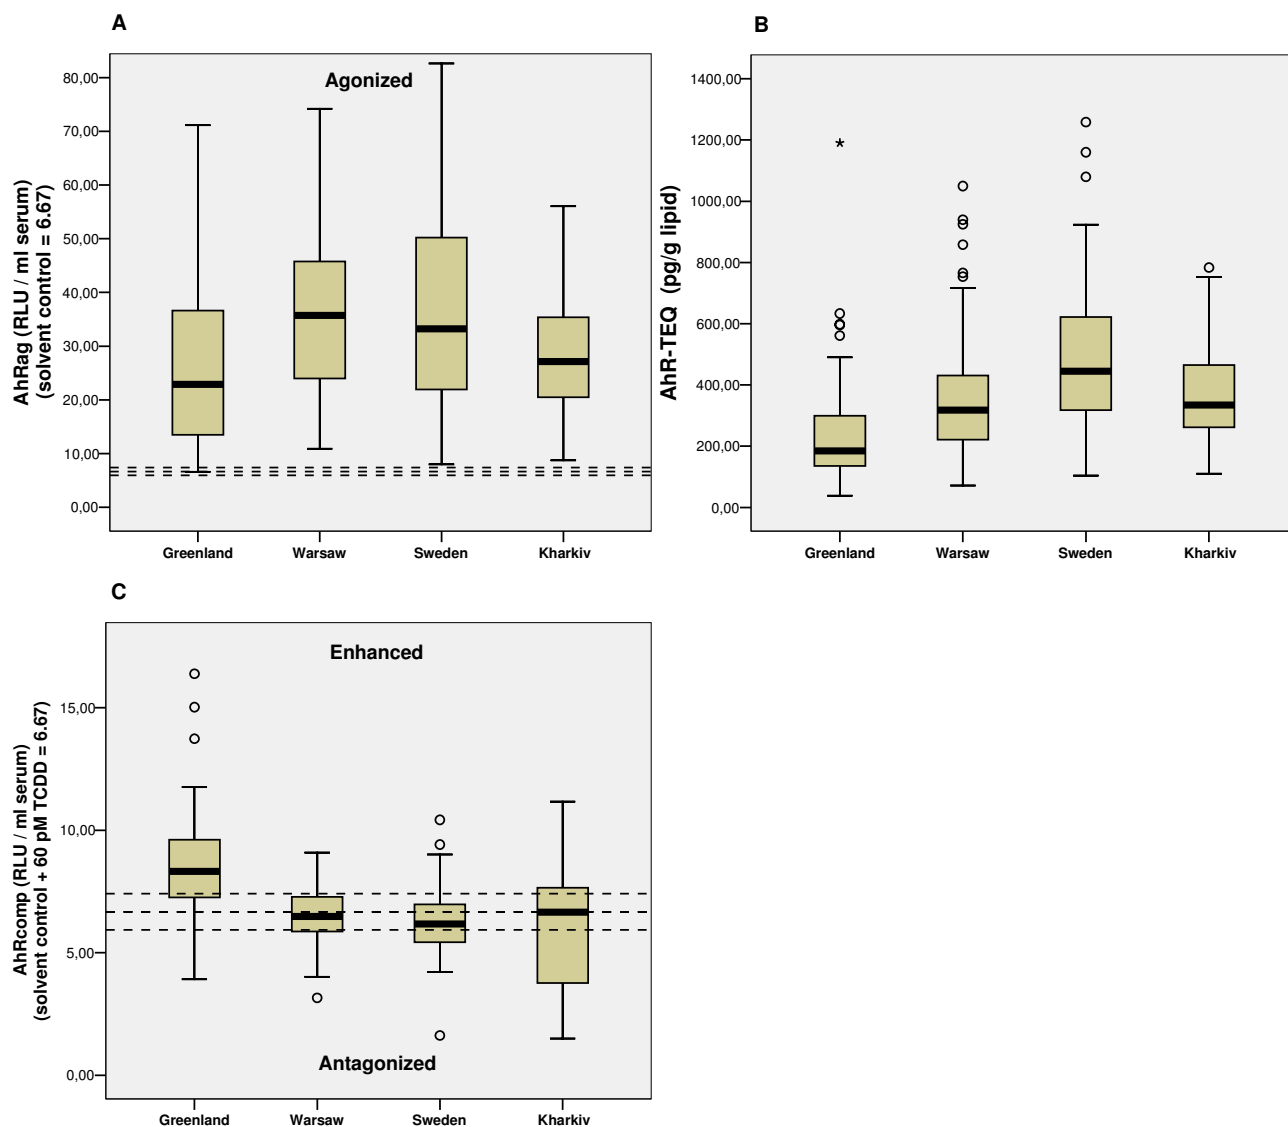 A
Agonized
AhRag (RLU / ml serum)
(solvent control = 6.67)
80,00
70,00
60,00
50,00
40,00
30,00
20,00
10,00
0,00
Greenland Warsaw Sweden Kharkiv
B
AhR-TEQ (pg/g lipid)
1400,00
1200,00
1000,00
800,00
600,00
400,00
200,00
0,00
*
Greenland Warsaw Sweden Kharkiv
C
Enhanced
AhRcomp (RLU / ml serum)
(solvent control + 60 pM TCDD = 6.67)
15,00
10,00
5,00
0,00
Antagonized
Greenland Warsaw Sweden Kharkiv